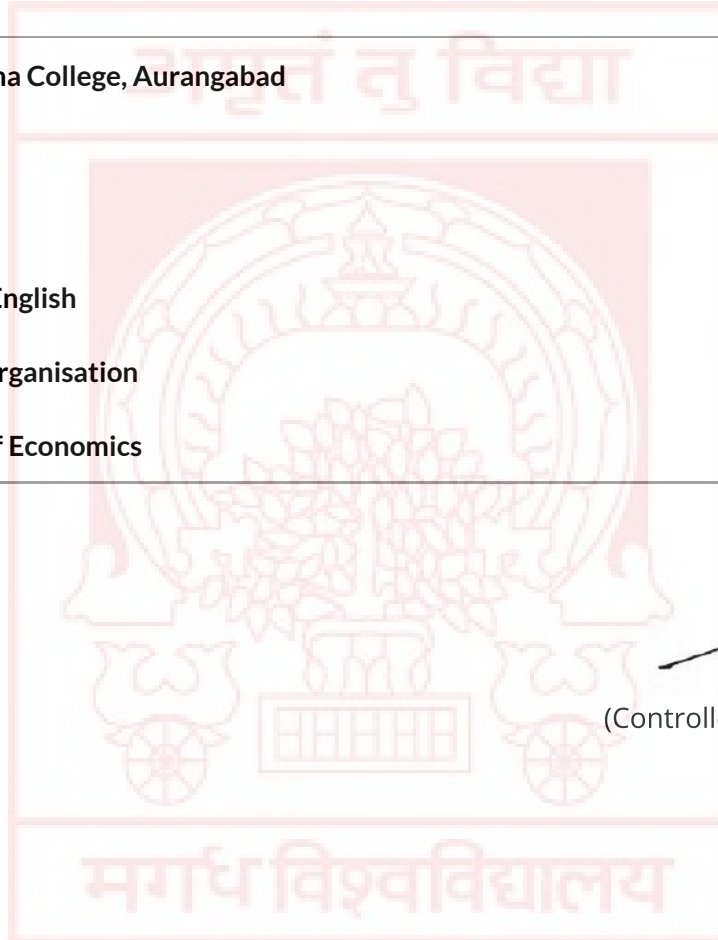 अमृतं तु विद्या
na College, Aurangabad
English
rganisation
f Economics
(Controll
मगध विश्वविद्यालय